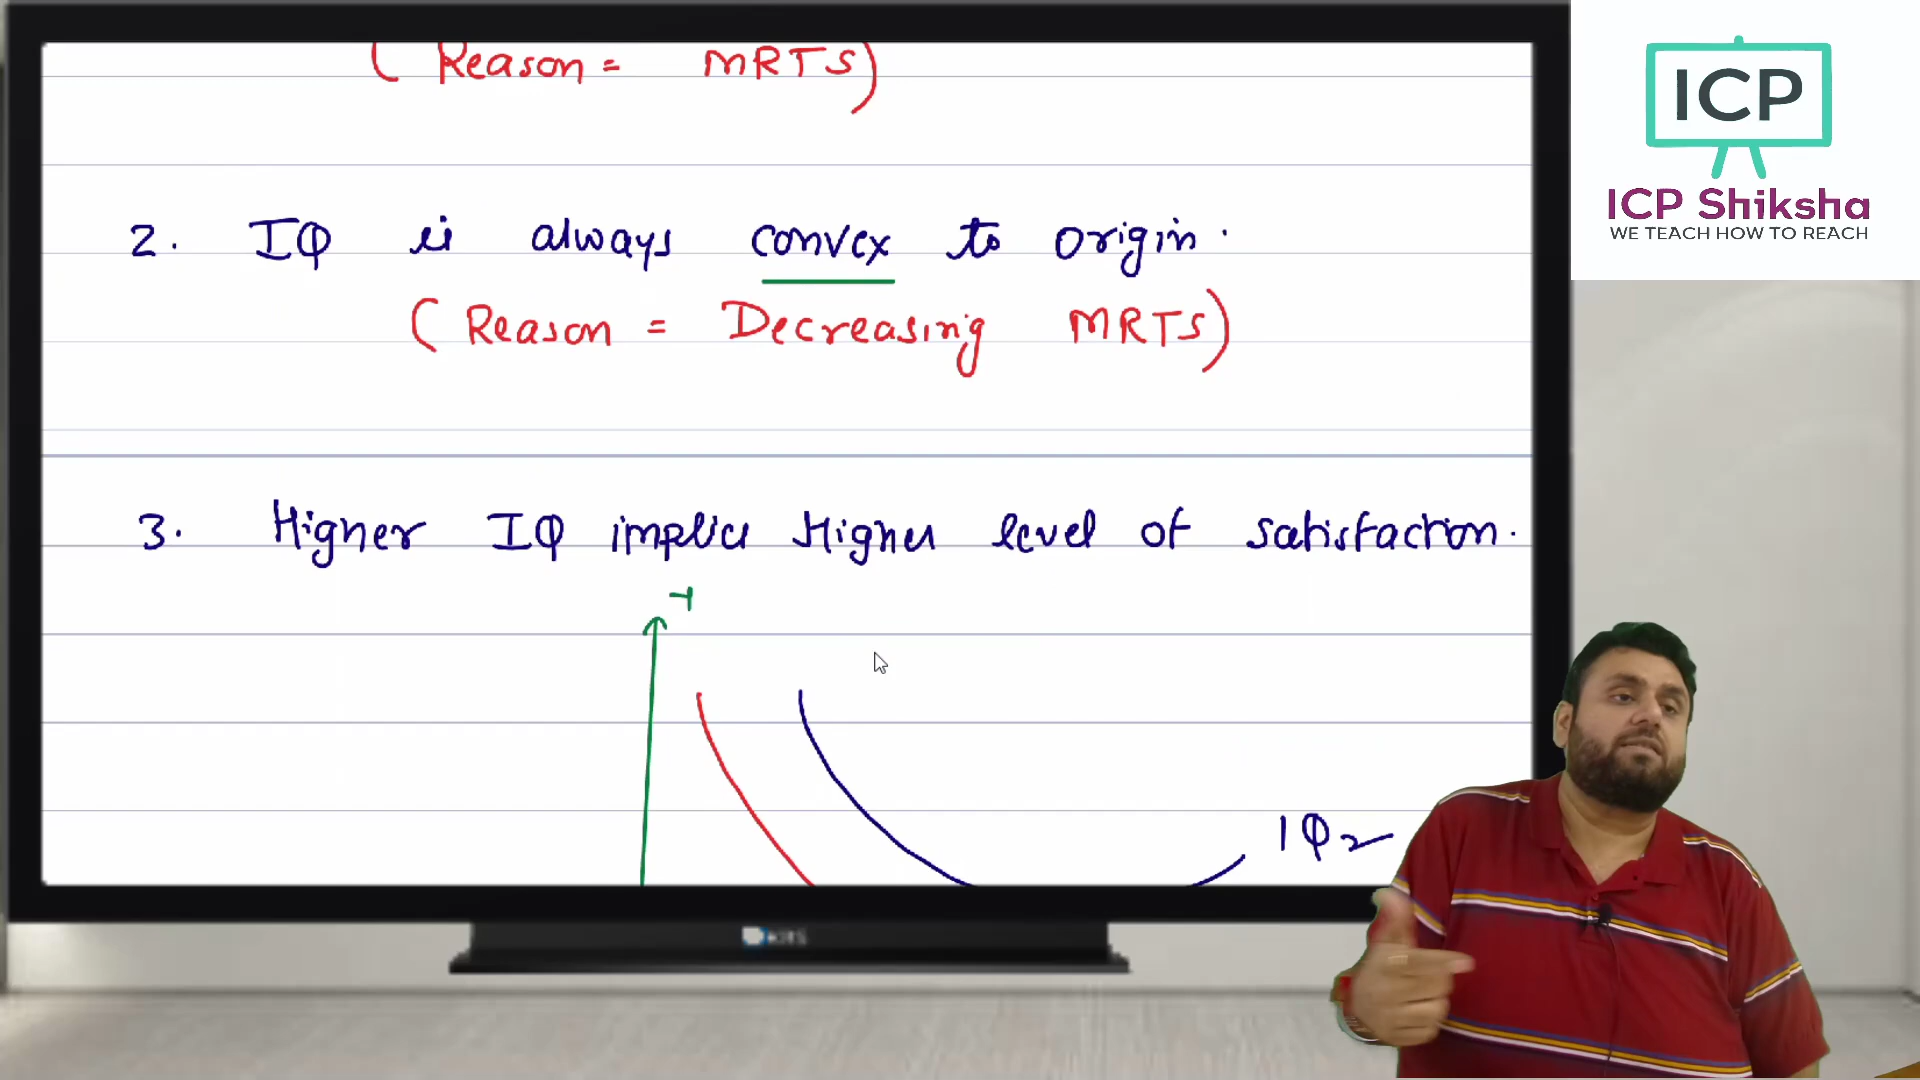 ( Reason = MRTS)
ICP
ICP Shiksha
WE TEACH HOW TO REACH
2. IQ is always convex to origin.
(Reason = Decreasing MRTS)
3. Higher IQ implies Higher level of satisfaction.
IQ2